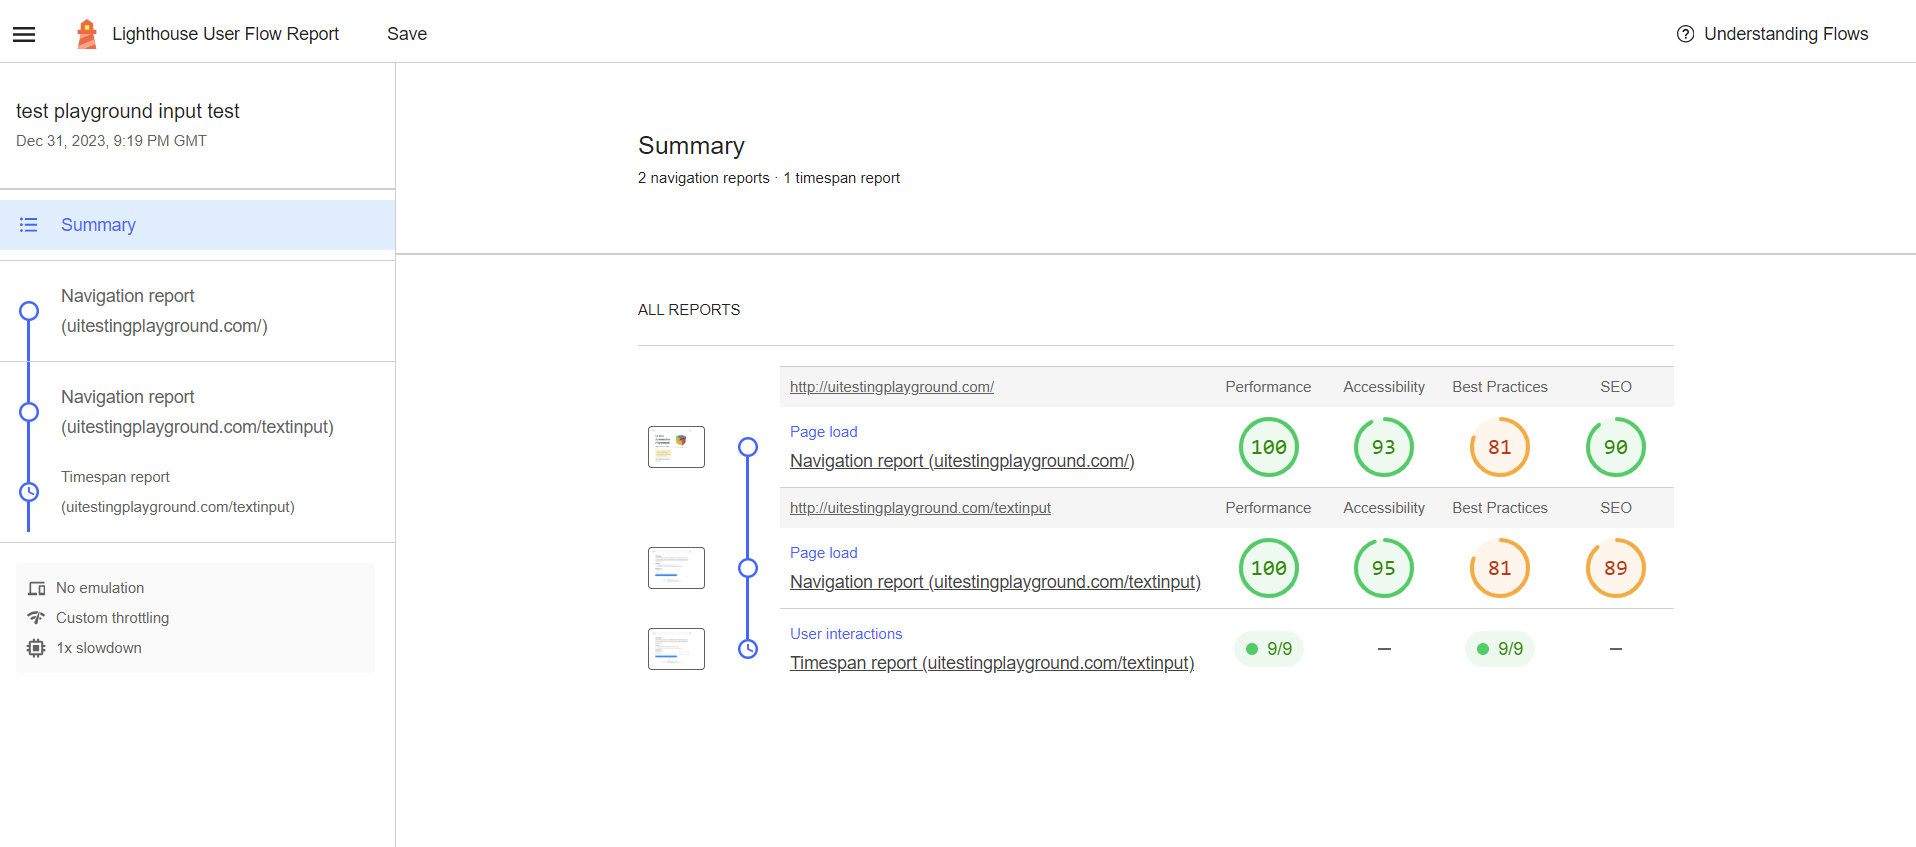 Lighthouse User Flow Report
Save
Understanding Flows
test playground input test
Dec 31, 2023, 9:19 PM GMT
Summary
Navigation report
(uitestingplayground.com/)
Navigation report
(uitestingplayground.com/textinput)
Timespan report
(uitestingplayground.com/textinput)
No emulation
Custom throttling
1x slowdown
Summary
2 navigation reports · 1 timespan report
ALL REPORTS
http://uitestingplayground.com/ Performance Accessibility Best Practices SEO
Page load
Navigation report (uitestingplayground.com/) 100 93 81 90
http://uitestingplayground.com/textinput Performance Accessibility Best Practices SEO
Page load
Navigation report (uitestingplayground.com/textinput) 100 95 81 89
User interactions
Timespan report (uitestingplayground.com/textinput) 9/9 — 9/9 —